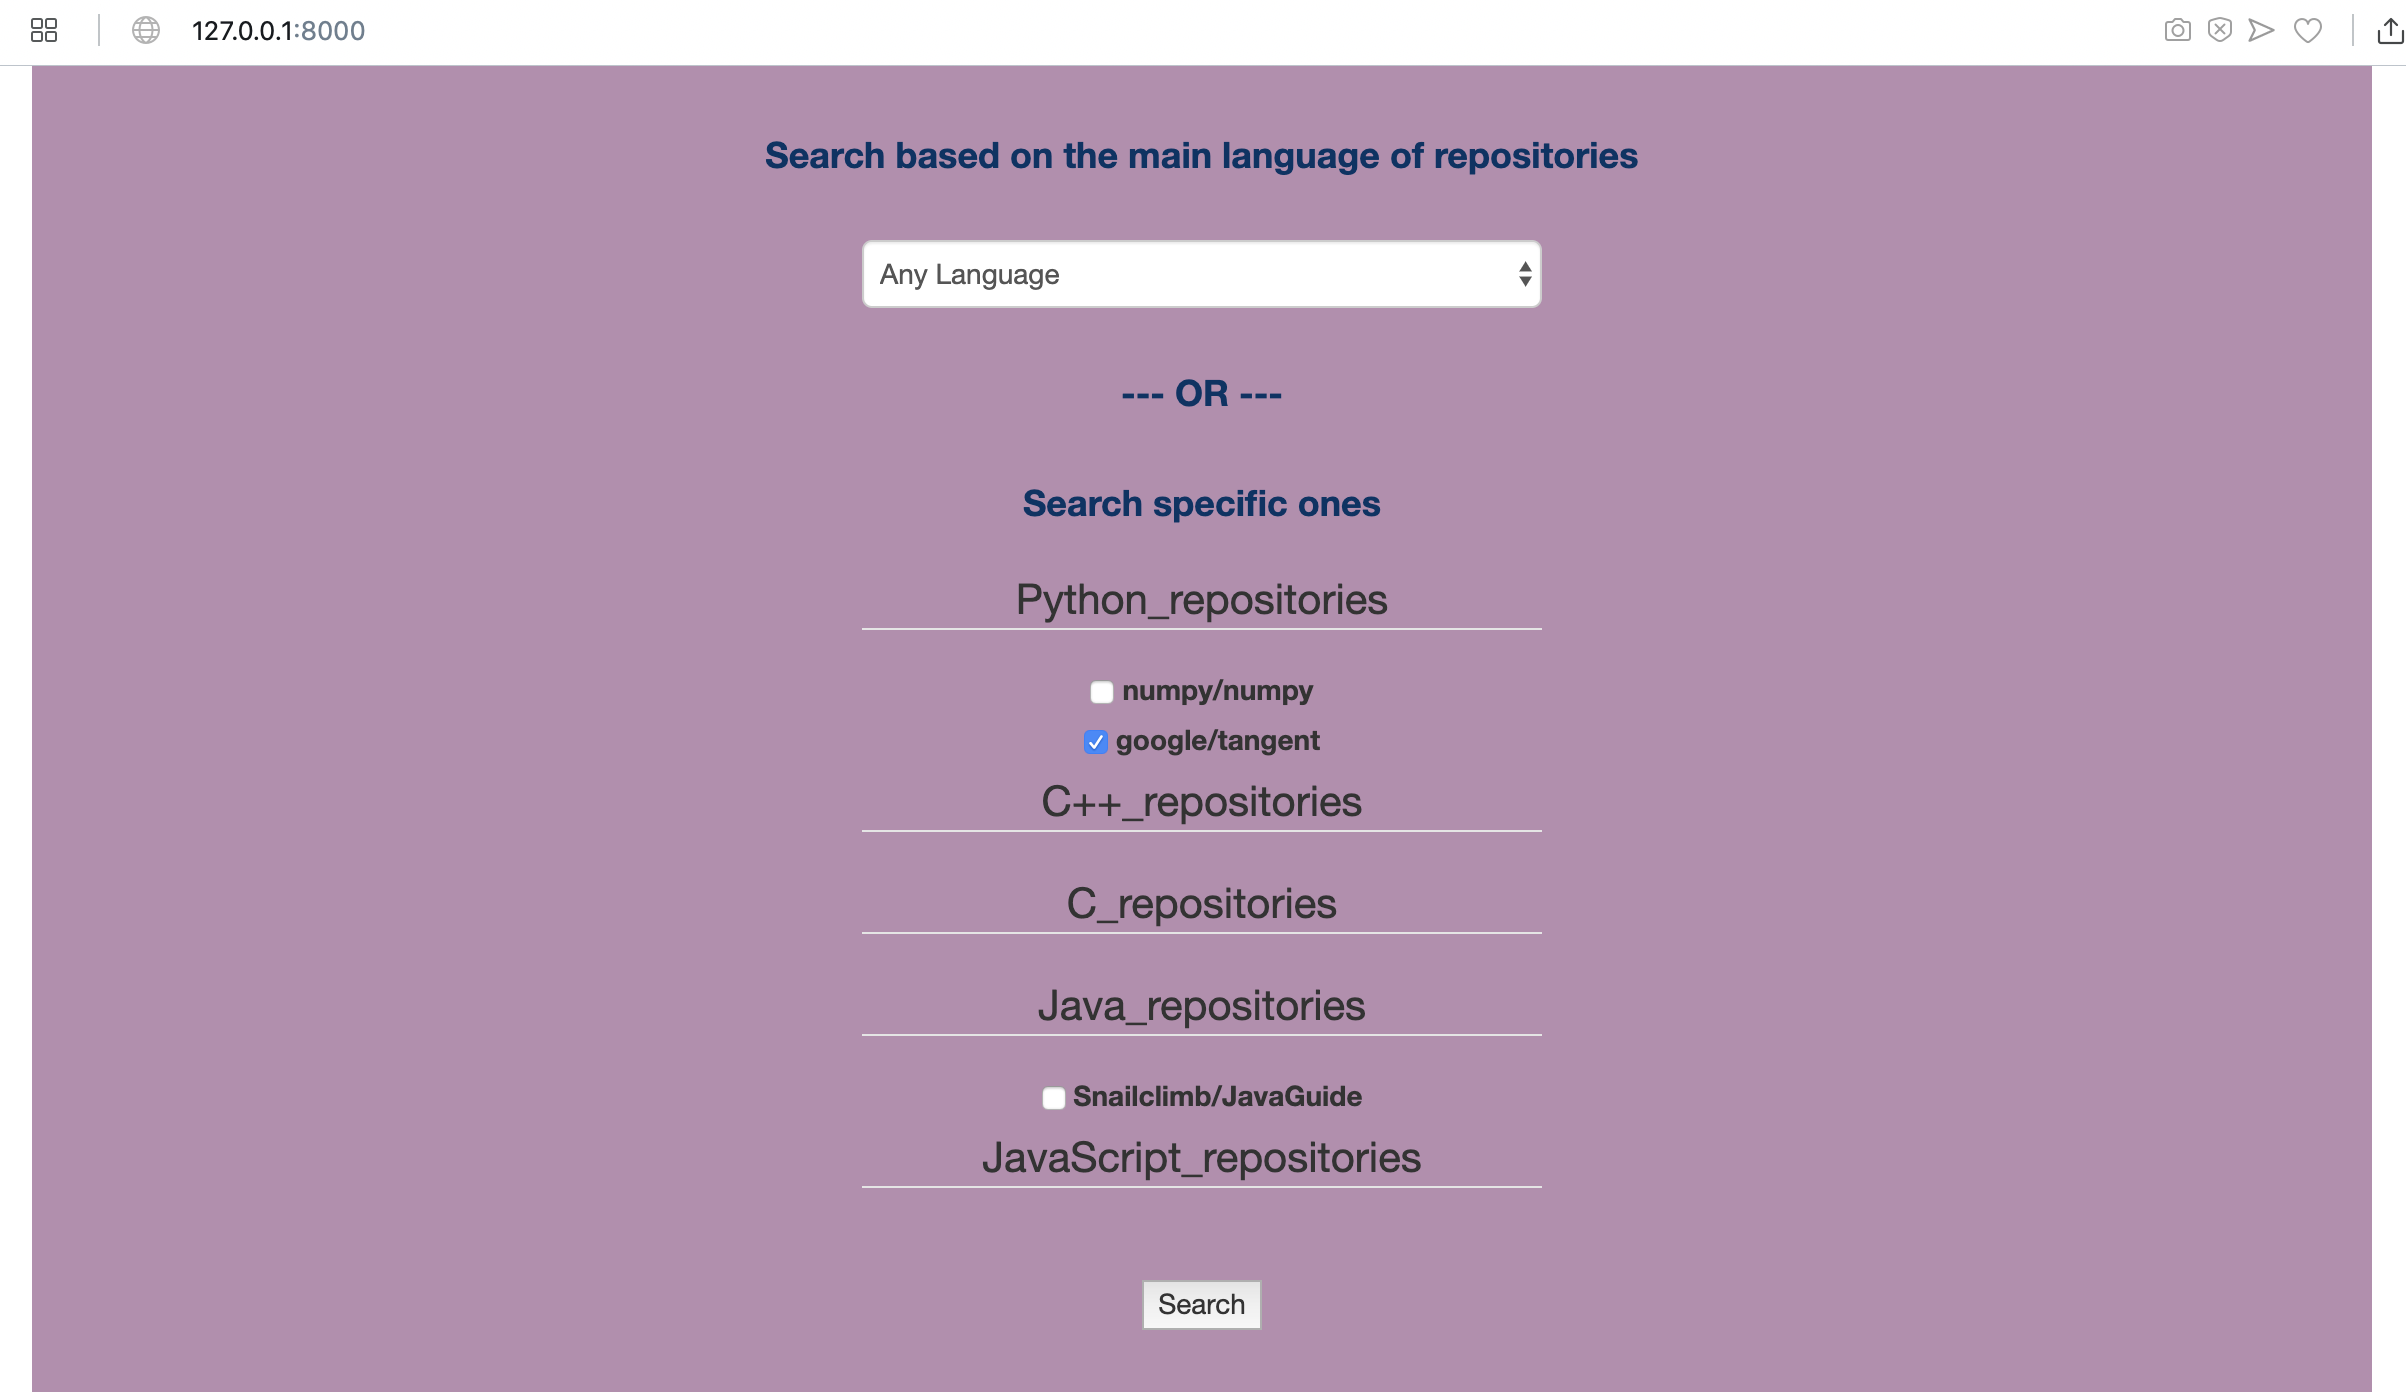 127.0.0.1:8000
Search based on the main language of repositories
Any Language
--- OR ---
Search specific ones
Python_repositories
numpy/numpy
google/tangent
C++_repositories
C_repositories
Java_repositories
Snailclimb/JavaGuide
JavaScript_repositories
Search